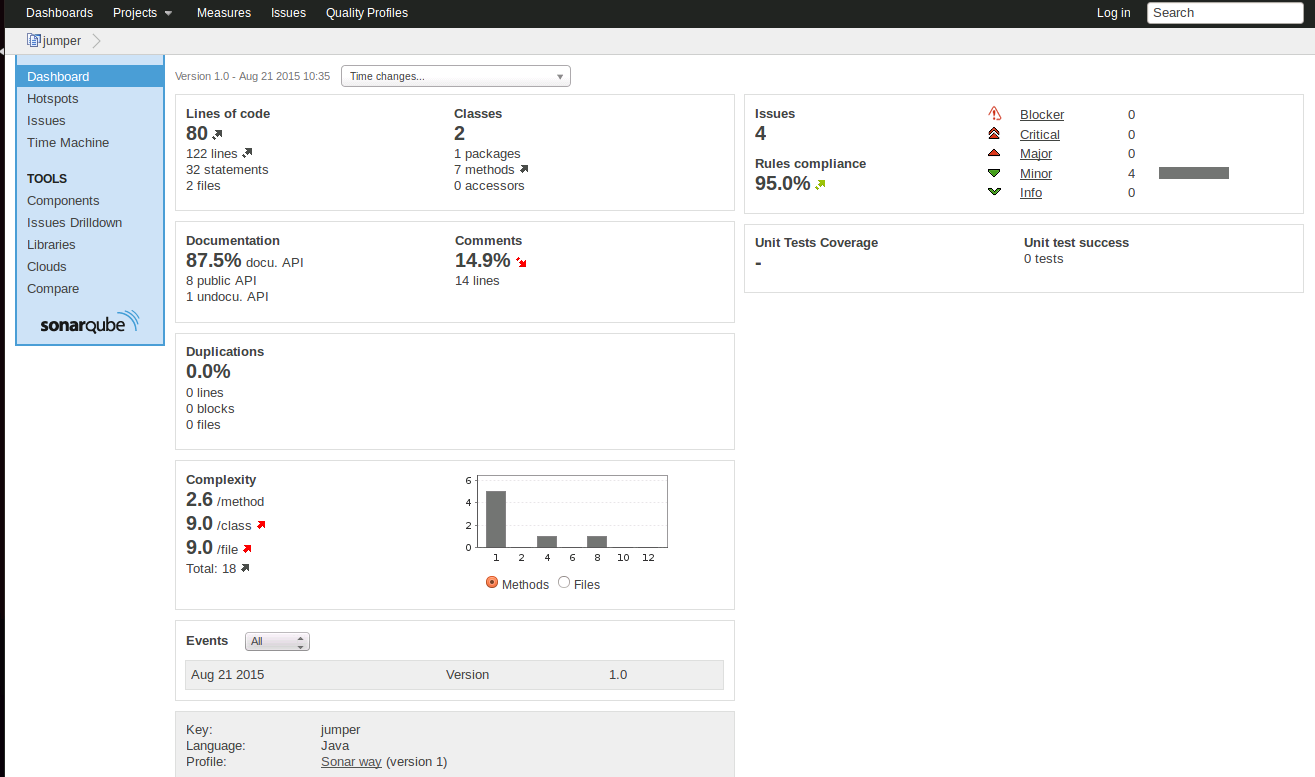 Dashboards Projects Measures Issues Quality Profiles Log in Search
jumper
Dashboard
Hotspots
Issues
Time Machine
TOOLS
Components
Issues Drilldown
Libraries
Clouds
Compare
sonarqube
Version 1.0 - Aug 21 2015 10:35 Time changes...
Lines of code
80
122 lines
32 statements
2 files
Classes
2
1 packages
7 methods
0 accessors
Documentation
87.5% docu. API
8 public API
1 undocu. API
Comments
14.9%
14 lines
Duplications
0.0%
0 lines
0 blocks
0 files
Complexity
2.6 /method
9.0 /class
9.0 /file
Total: 18
6
4
2
0
1 2 4 6 8 10 12
Methods Files
Events All
Aug 21 2015 Version 1.0
Key: jumper
Language: Java
Profile: Sonar way (version 1)
Issues
4
Rules compliance
95.0%
Blocker 0
Critical 0
Major 0
Minor 4
Info 0
Unit Tests Coverage
-
Unit test success
0 tests